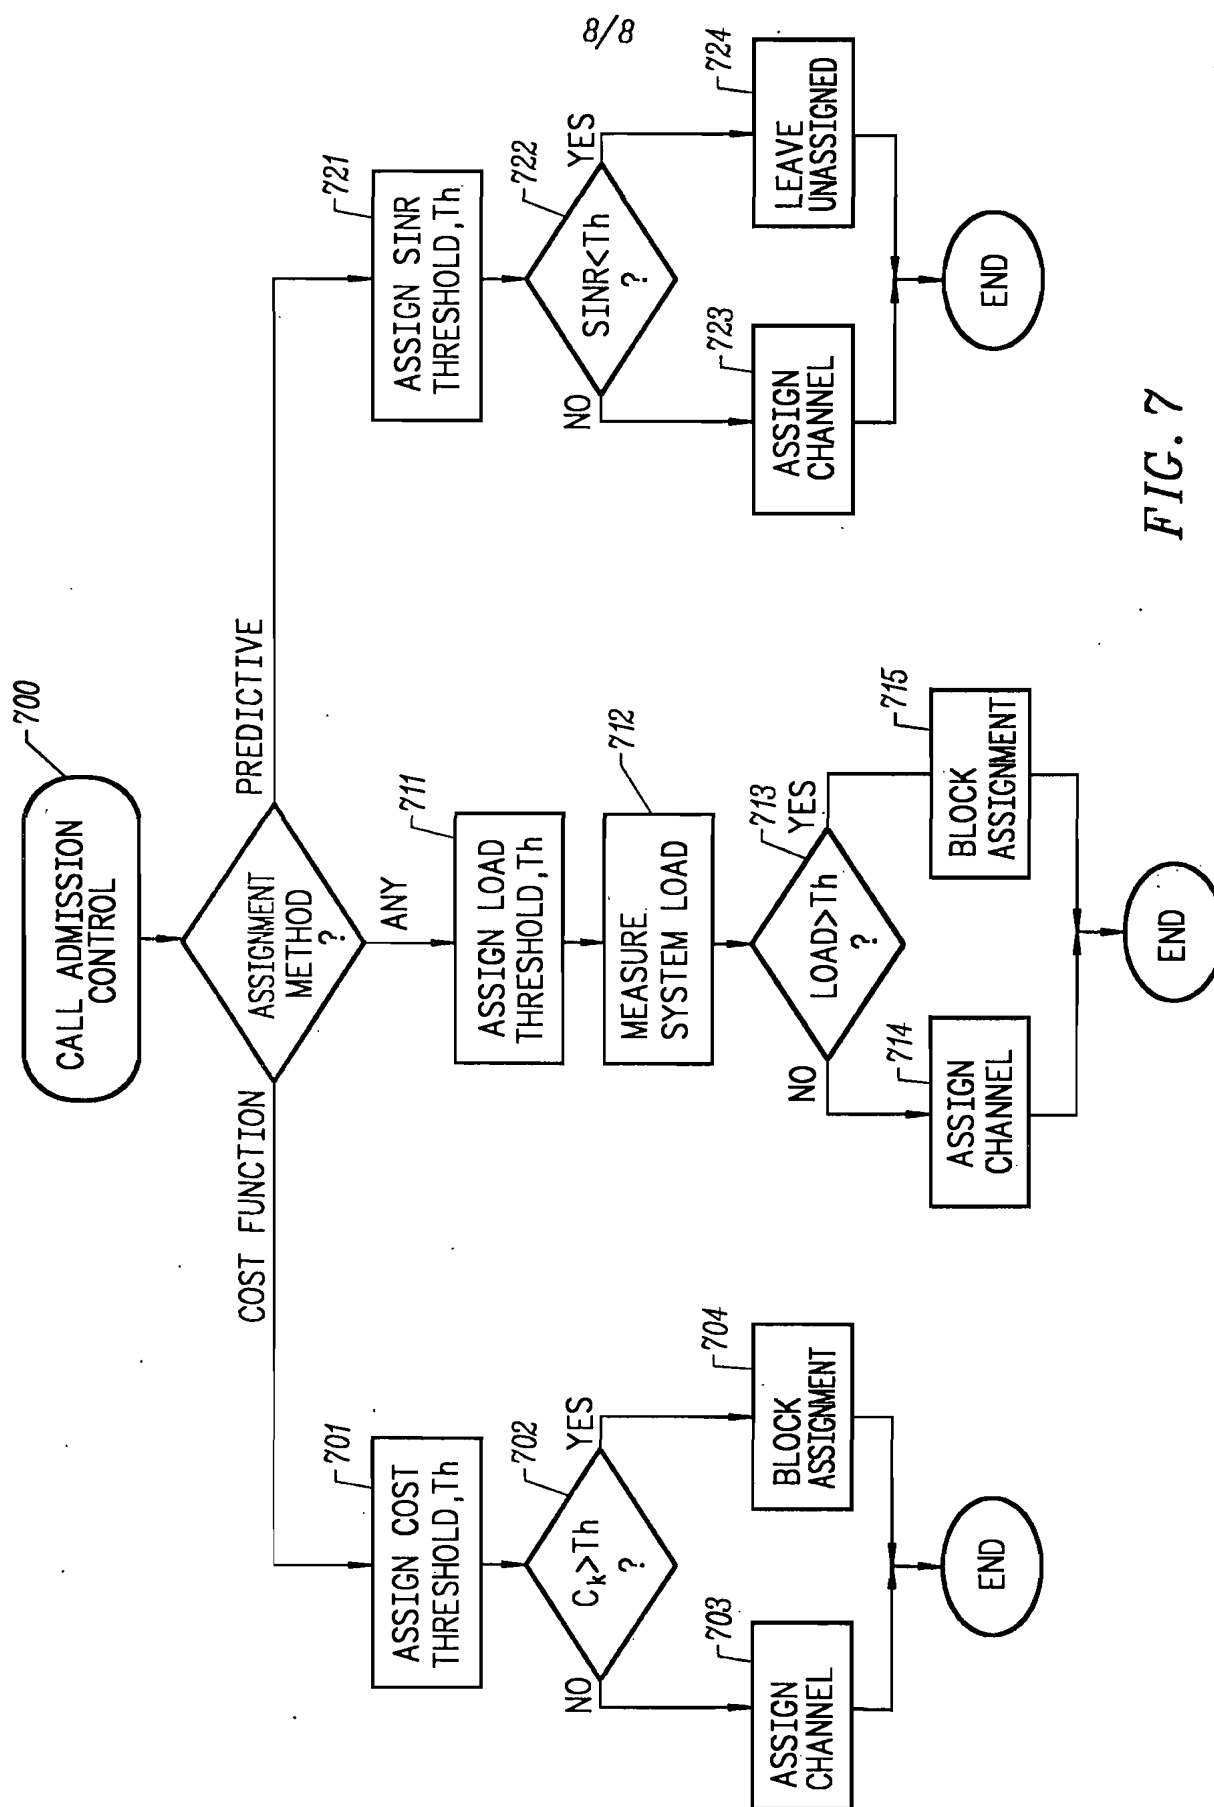 8/8
CALL ADMISSION
CONTROL
700
ASSIGNMENT
METHOD
?
COST FUNCTION
ANY
PREDICTIVE
ASSIGN COST
THRESHOLD,Th
701
Ck>Th
?
702
NO
YES
ASSIGN
CHANNEL
703
BLOCK
ASSIGNMENT
704
END
ASSIGN LOAD
THRESHOLD,Th
711
MEASURE
SYSTEM LOAD
712
LOAD>Th
?
713
NO
YES
ASSIGN
CHANNEL
714
BLOCK
ASSIGNMENT
715
END
ASSIGN SINR
THRESHOLD,Th
721
SINR<Th
?
722
NO
YES
ASSIGN
CHANNEL
723
LEAVE
UNASSIGNED
724
END
FIG. 7